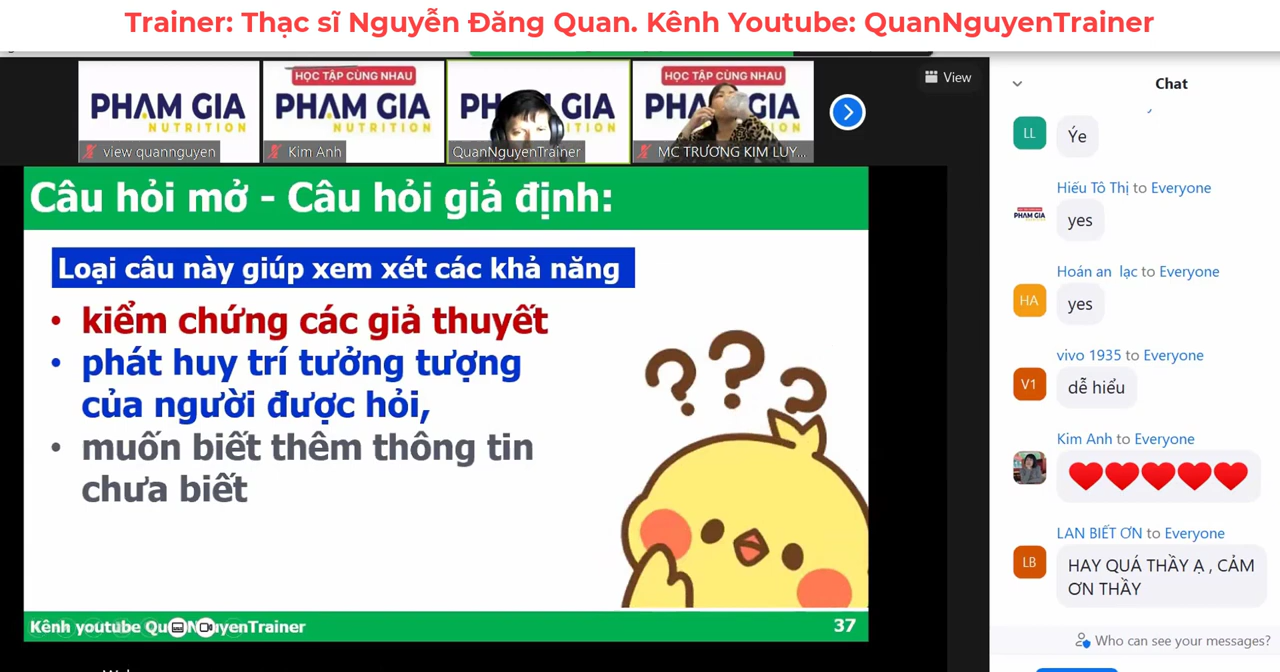 Trainer: Thạc sĩ Nguyễn Đăng Quan. Kênh Youtube: QuanNguyenTrainer
PHAM GIA
NUTRITION
view quannguyen
HỌC TẬP CÙNG NHAU
PHAM GIA
NUTRITION
Kim Anh
QuanNguyenTrainer
HỌC TẬP CÙNG NHAU
MC TRƯƠNG KIM LUY...
View
Câu hỏi mở - Câu hỏi giả định:
Loại câu này giúp xem xét các khả năng
• kiểm chứng các giả thuyết
• phát huy trí tưởng tượng
của người được hỏi,
• muốn biết thêm thông tin
chưa biết
Kênh youtube QuanNguyenTrainer
37
Chat
LL
Ýe
Hiếu Tô Thị to Everyone
PHAM GIA
yes
Hoán an lạc to Everyone
HA
yes
vivo 1935 to Everyone
V1
dễ hiểu
Kim Anh to Everyone
❤❤❤❤❤
LAN BIẾT ƠN to Everyone
LB
HAY QUÁ THẦY Ạ , CẢM
ƠN THẦY
Who can see your messages?